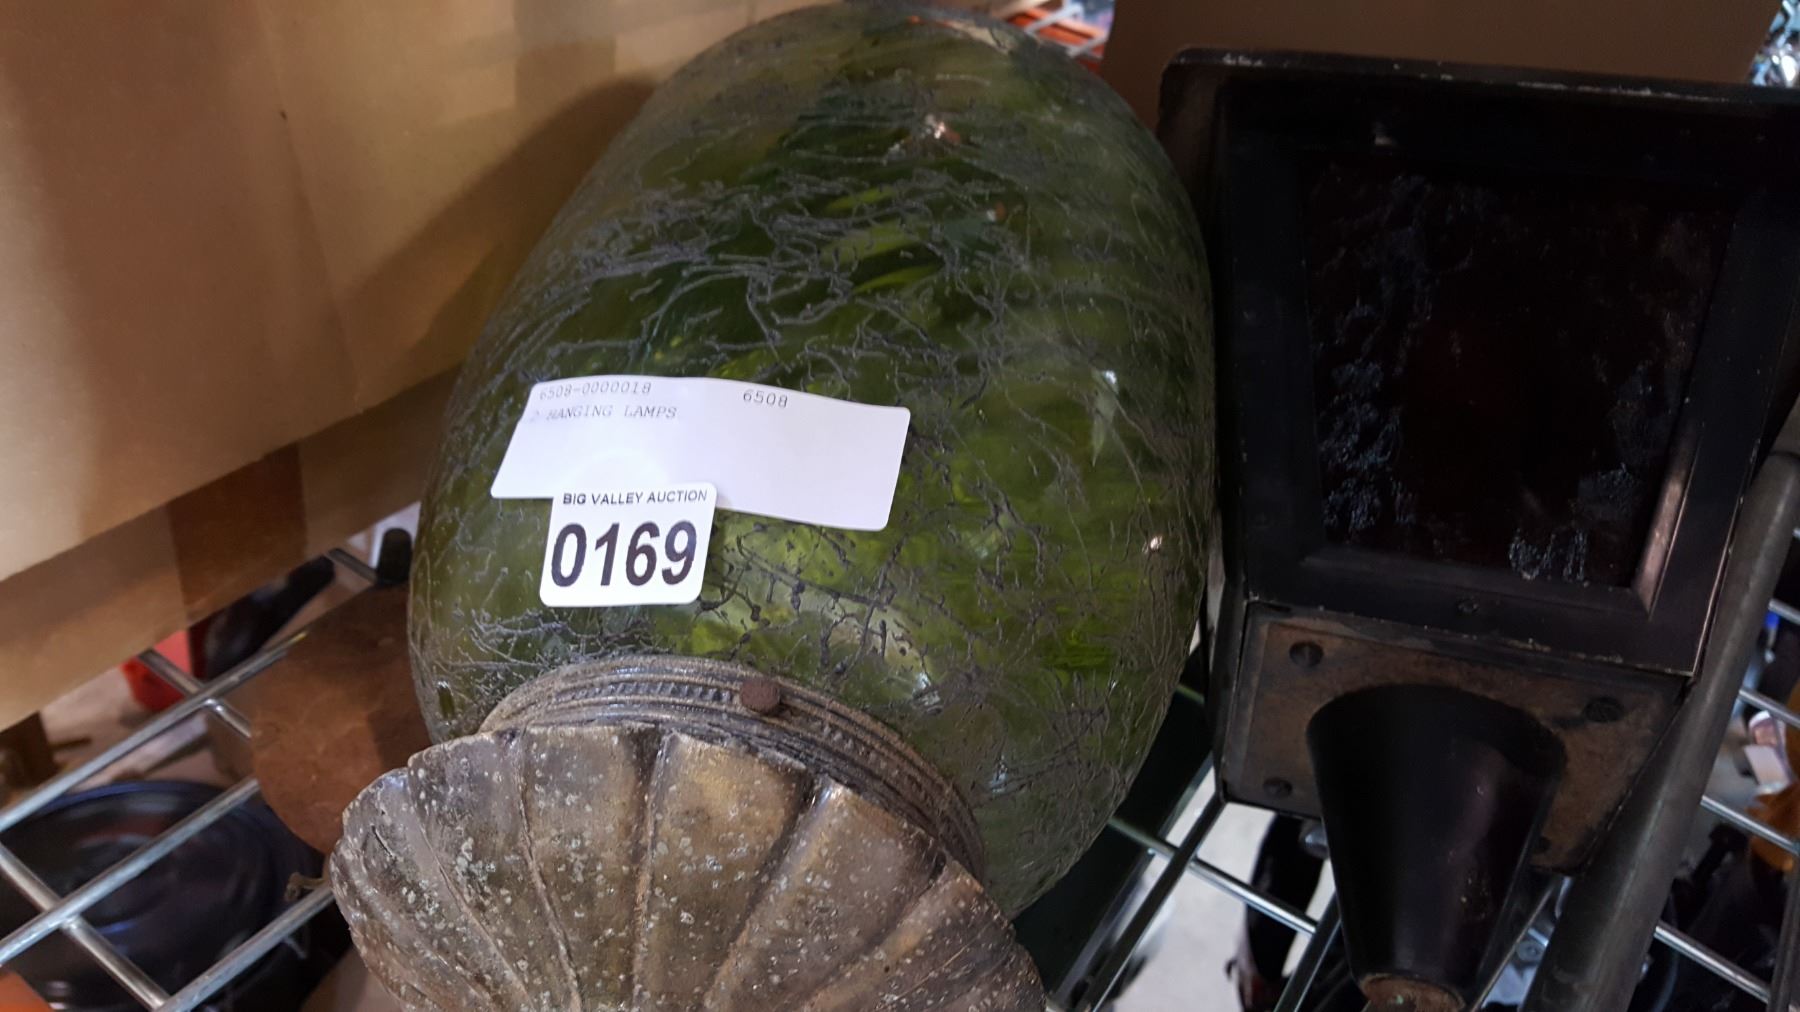 6508-0000018 6508
2 HANGING LAMPS
BIG VALLEY AUCTION
0169